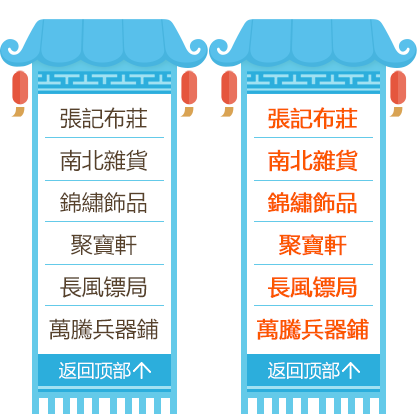 張記布莊
南北雜貨
錦繡飾品
聚寶軒
長風镖局
萬騰兵器鋪
返回顶部个
張記布莊
南北雜貨
錦繡飾品
聚寶軒
長風镖局
萬騰兵器鋪
返回顶部个